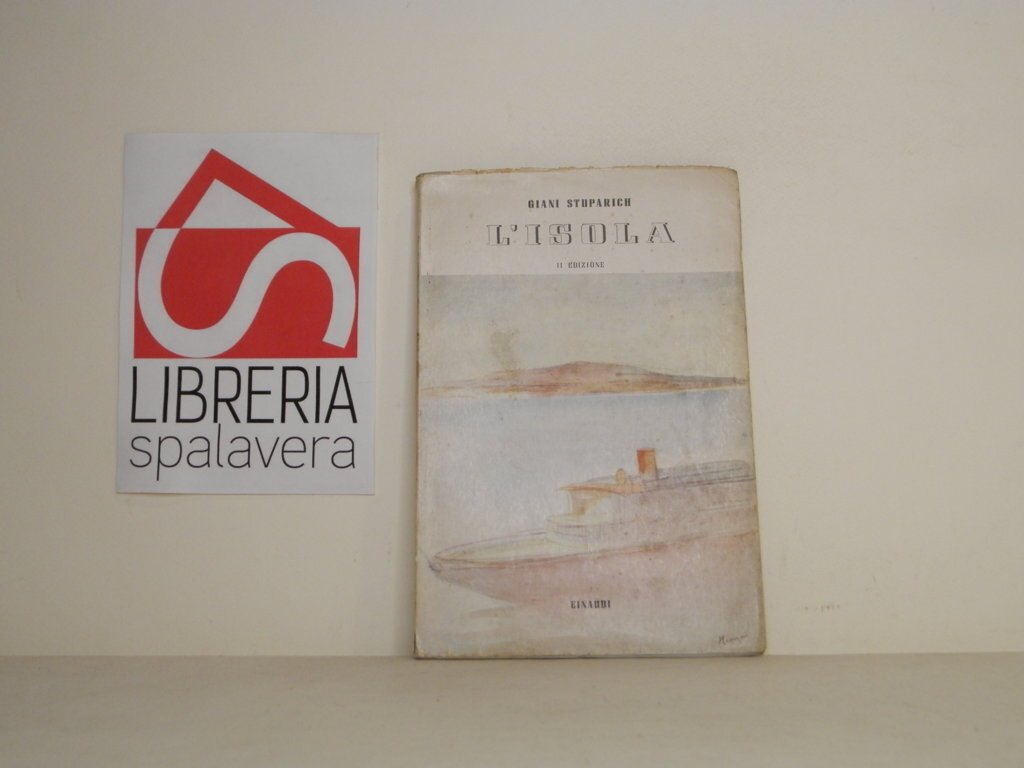 LIBRERIA
spalavera
GIANI STUPARICH
L'ISOLA
II EDIZIONE
EINAUDI